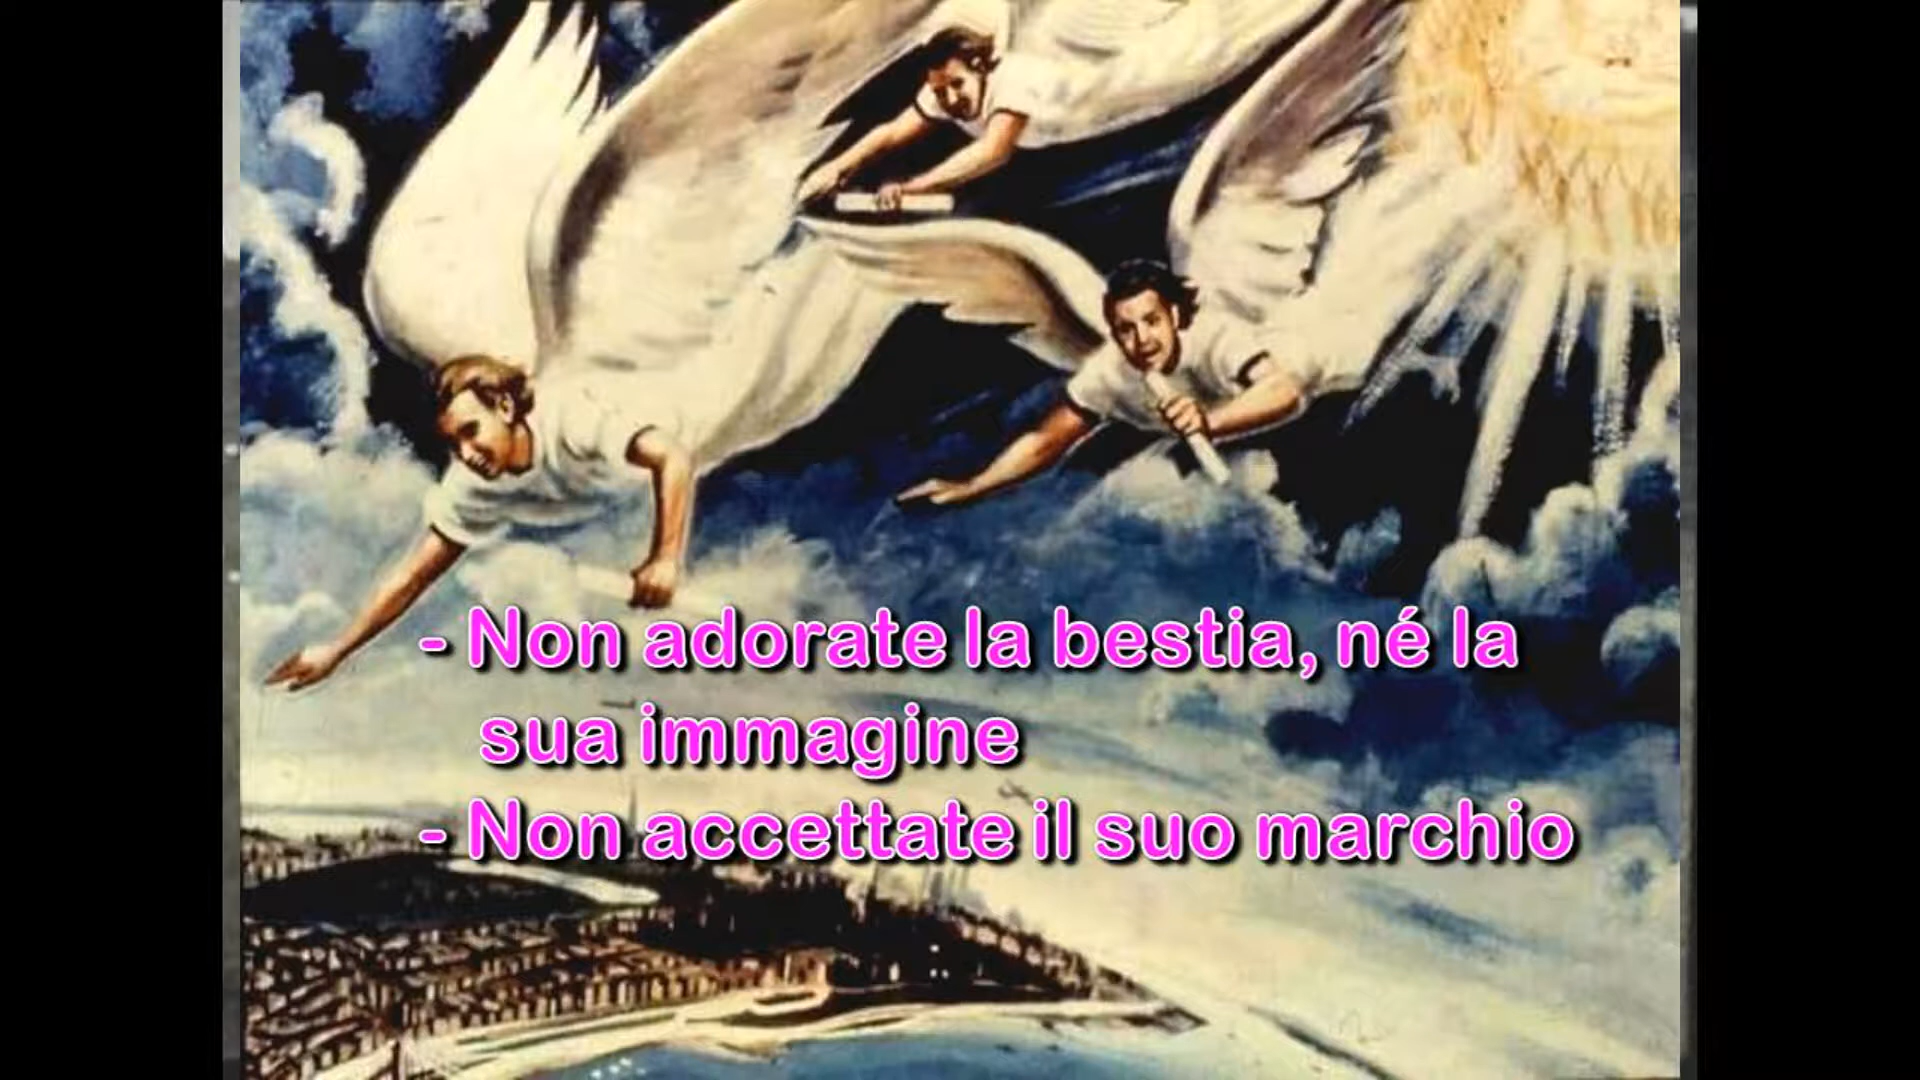 - Non adorate la bestia, né la
sua immagine
- Non accettate il suo marchio